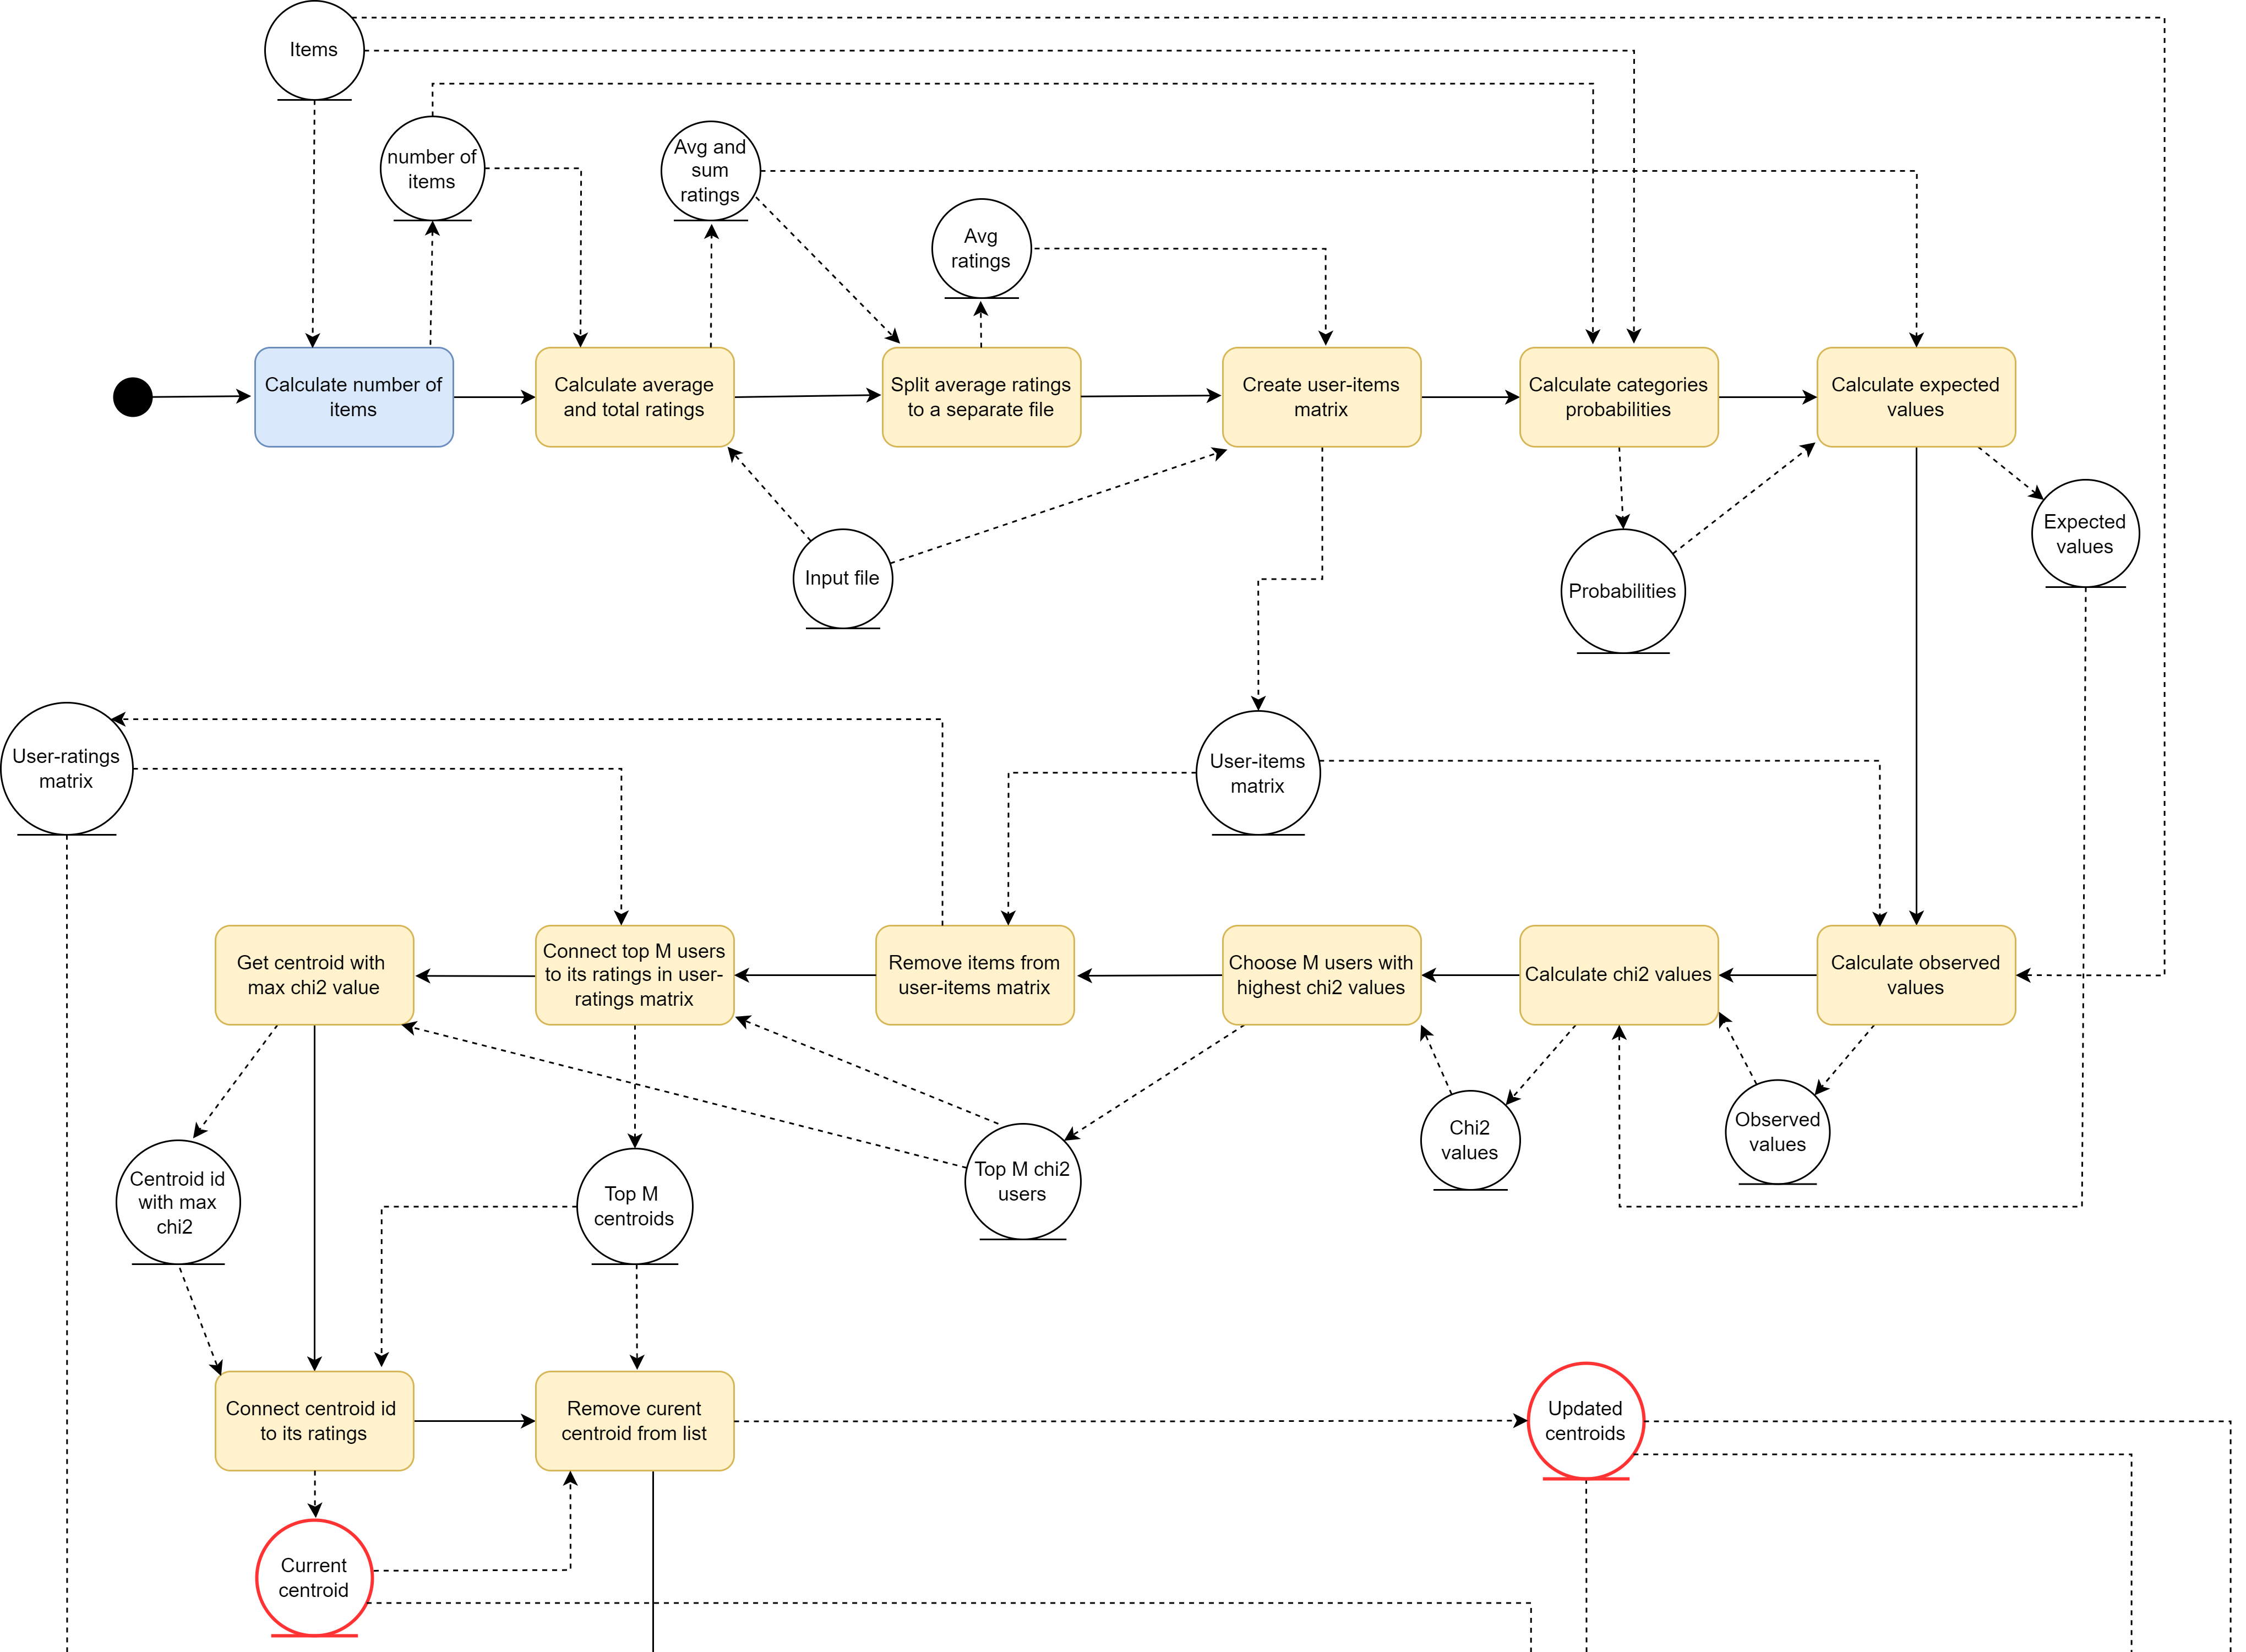 Items
number of
items
Avg and
sum
ratings
Avg
ratings
Calculate number of
items
Calculate average
and total ratings
Split average ratings
to a separate file
Create user-items
matrix
Calculate categories
probabilities
Calculate expected
values
Input file
Probabilities
Expected
values
User-ratings
matrix
User-items
matrix
Get centroid with
max chi2 value
Connect top M users
to its ratings in user-
ratings matrix
Remove items from
user-items matrix
Choose M users with
highest chi2 values
Calculate chi2 values
Calculate observed
values
Centroid id
with max
chi2
Top M
centroids
Top M chi2
users
Chi2
values
Observed
values
Connect centroid id
to its ratings
Remove curent
centroid from list
Updated
centroids
Current
centroid